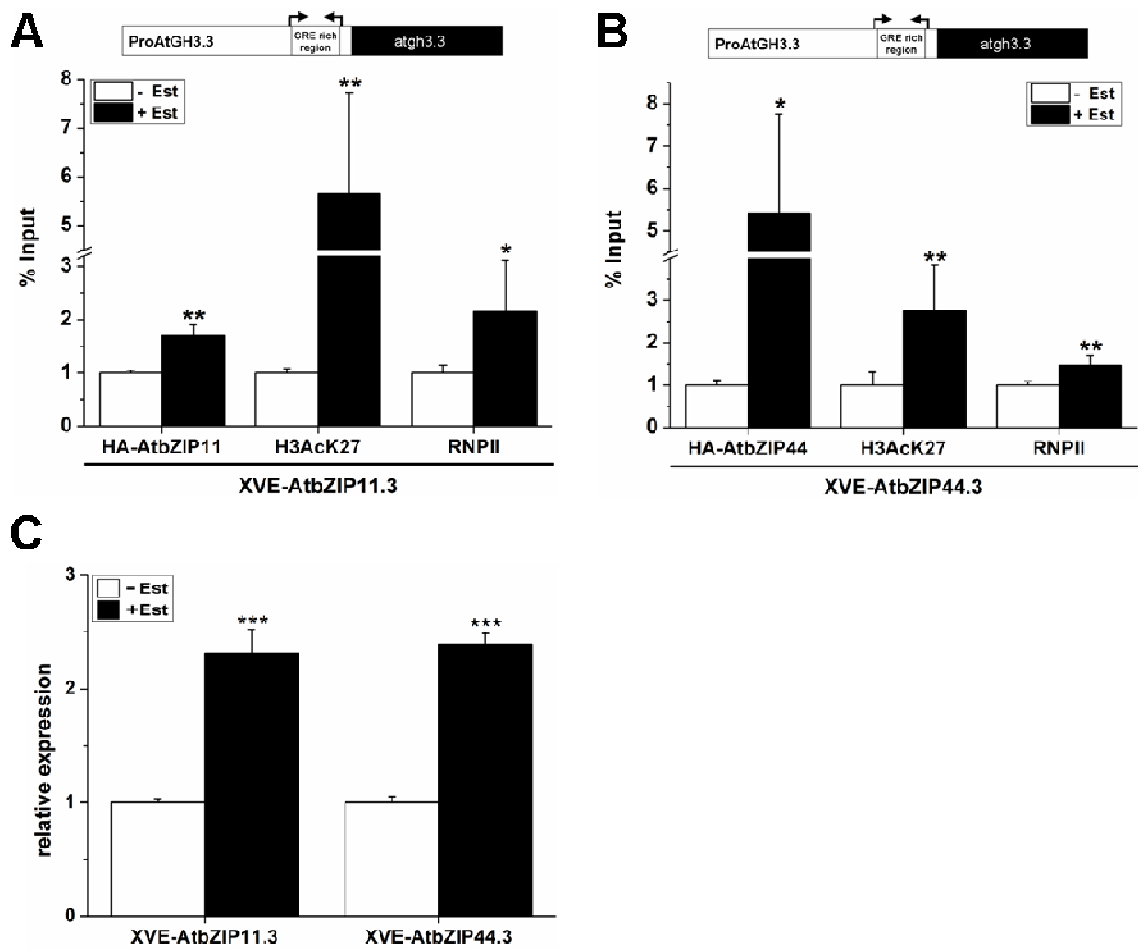 A
ProAtGH3.3
GRE rich
region
atgh3.3
- Est
+ Est
% Input
8
7
6
5
3
2
1
0
**
**
*
HA-AtbZIP11
H3AcK27
RNPII
XVE-AtbZIP11.3
B
ProAtGH3.3
GRE rich
region
atgh3.3
- Est
+ Est
% Input
8
7
6
5
3
2
1
0
*
**
**
HA-AtbZIP44
H3AcK27
RNPII
XVE-AtbZIP44.3
C
- Est
+Est
relative expression
3
2
1
0
***
***
XVE-AtbZIP11.3
XVE-AtbZIP44.3